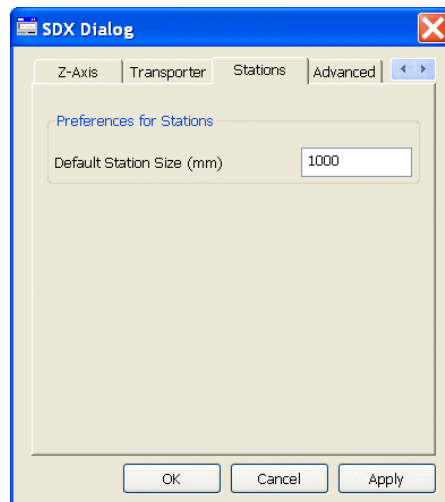 SDX Dialog
Z-Axis Transporter Stations Advanced
Preferences for Stations
Default Station Size (mm) 1000
OK Cancel Apply